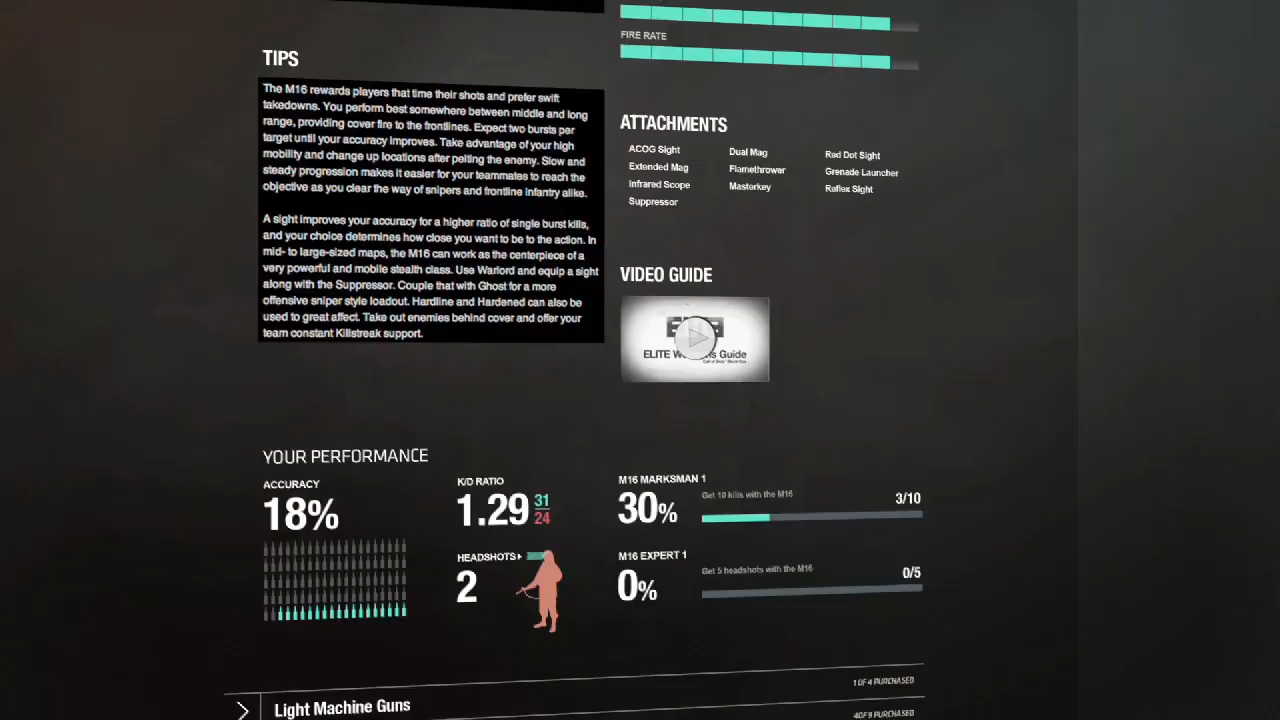 FIRE RATE
TIPS
The M16 rewards players that time their shots and prefer swift
takedowns. You perform best somewhere between middle and long
range, providing cover fire to the frontlines. Expect two bursts per
target until your accuracy improves. Take advantage of your high
mobility and change up locations after pelting the enemy. Slow and
steady progression makes it easier for your teammates to reach the
objective as you clear the way of snipers and frontline infantry alike.
A sight improves your accuracy for a higher ratio of single burst kills,
and your choice determines how close you want to be to the action. In
mid- to large-sized maps, the M16 can work as the centerpiece of a
very powerful and mobile stealth class. Use Warlord and equip a sight
along with the Suppressor. Couple that with Ghost for a more
offensive sniper style loadout. Hardline and Hardened can also be
used to great affect. Take out enemies behind cover and offer your
team constant Killstreak support.
ATTACHMENTS
ACOG Sight Dual Mag Red Dot Sight
Extended Mag Flamethrower Grenade Launcher
Infrared Scope Masterkey Reflex Sight
Suppressor
VIDEO GUIDE
ELITE
ELITE Guide
YOUR PERFORMANCE
ACCURACY
18%
K/D RATIO
1.29 31
24
HEADSHOTS
2
M16 MARKSMAN 1
30% Get 10 kills with the M16 3/10
M16 EXPERT 1
0% Get 5 headshots with the M16 0/5
1 OF 4 PURCHASED
Light Machine Guns
4 OF 9 PURCHASED